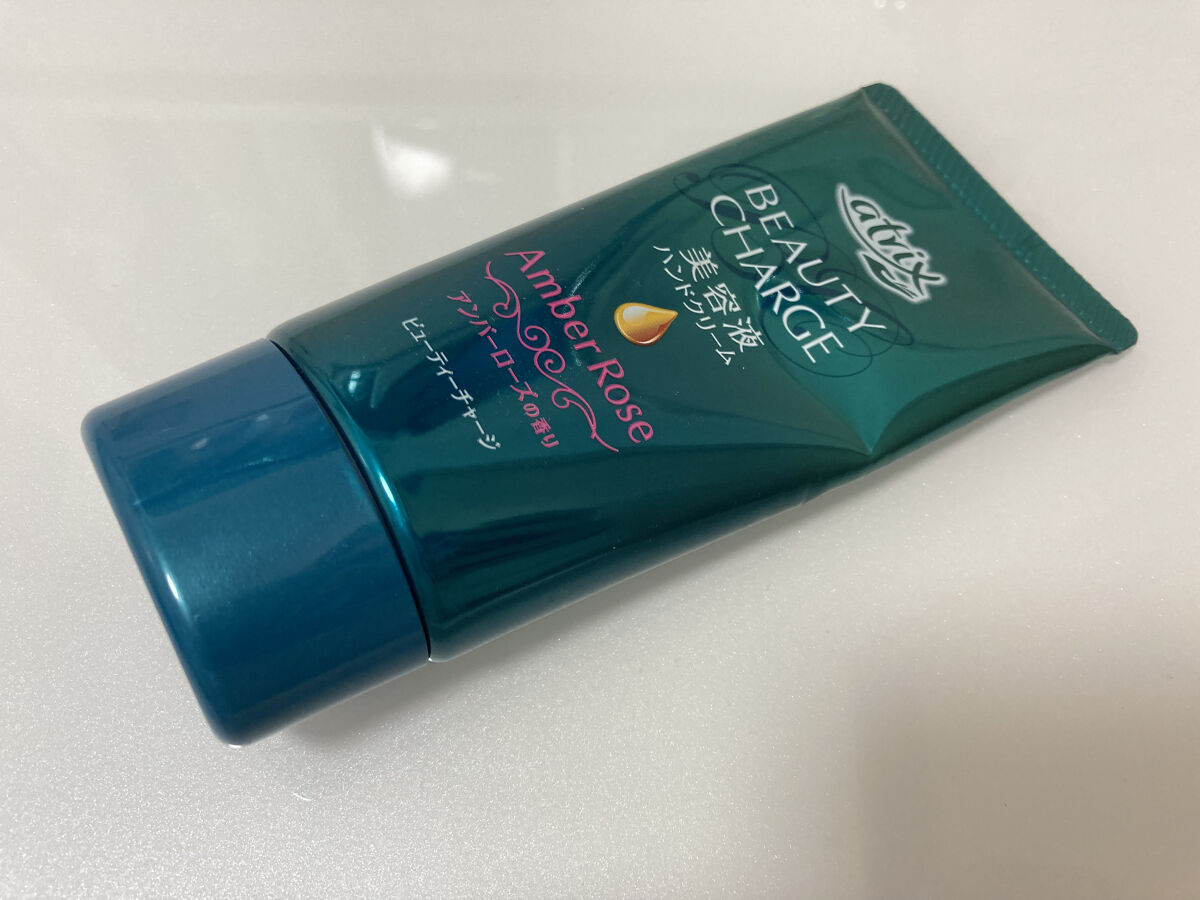 atrix
BEAUTY
CHARGE
美容液
ハンドクリーム
Amber Rose
アンバーローズの香り
ビューティーチャージ